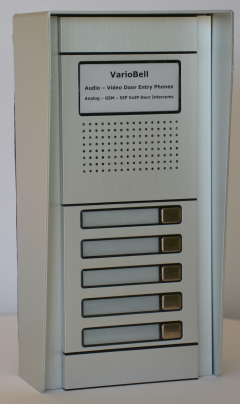 VarioBell
Audio – Video Door Entry Phones
Analog – GSM – SIP VoIP Door Intercoms